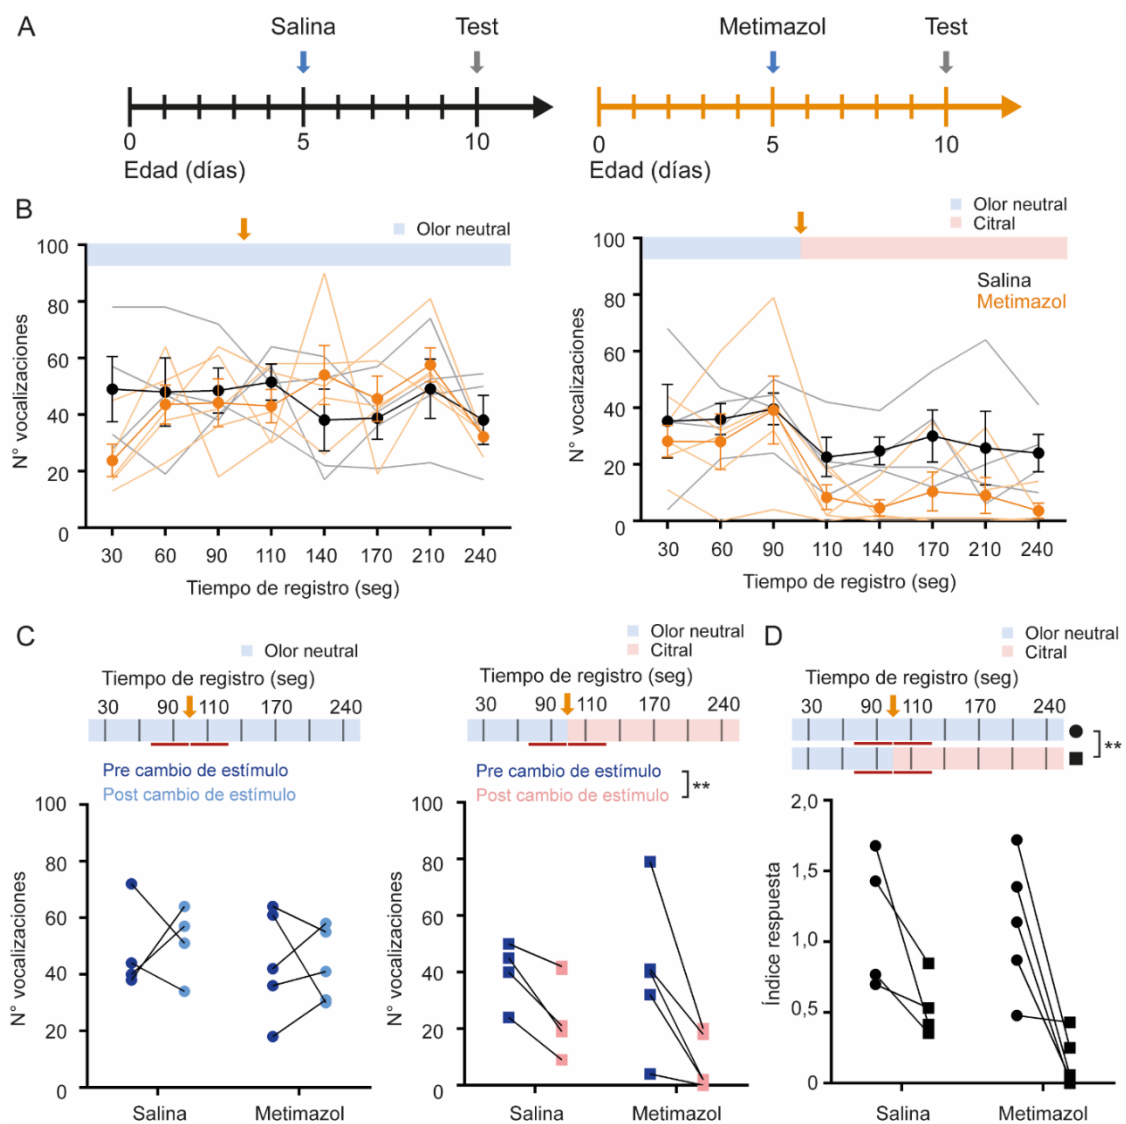 A
Salina Test Metimazol Test
0 5 10 0 5 10
Edad (días) Edad (días)
B
Olor neutral
100
80
60
40
20
0
N° vocalizaciones
30 60 90 110 140 170 210 240
Tiempo de registro (seg)
Olor neutral
Citral
Salina
Metimazol
100
80
60
40
20
0
N° vocalizaciones
30 60 90 110 140 170 210 240
Tiempo de registro (seg)
C
Olor neutral
Tiempo de registro (seg)
30 90 110 170 240
Pre cambio de estímulo
Post cambio de estímulo
100
80
60
40
20
0
N° vocalizaciones
Salina Metimazol
Olor neutral
Citral
Tiempo de registro (seg)
30 90 110 170 240
Pre cambio de estímulo
Post cambio de estímulo
**
100
80
60
40
20
0
N° vocalizaciones
Salina Metimazol
D
Olor neutral
Citral
Tiempo de registro (seg)
30 90 110 170 240
**
2,0
1,5
1,0
0,5
0
Índice respuesta
Salina Metimazol